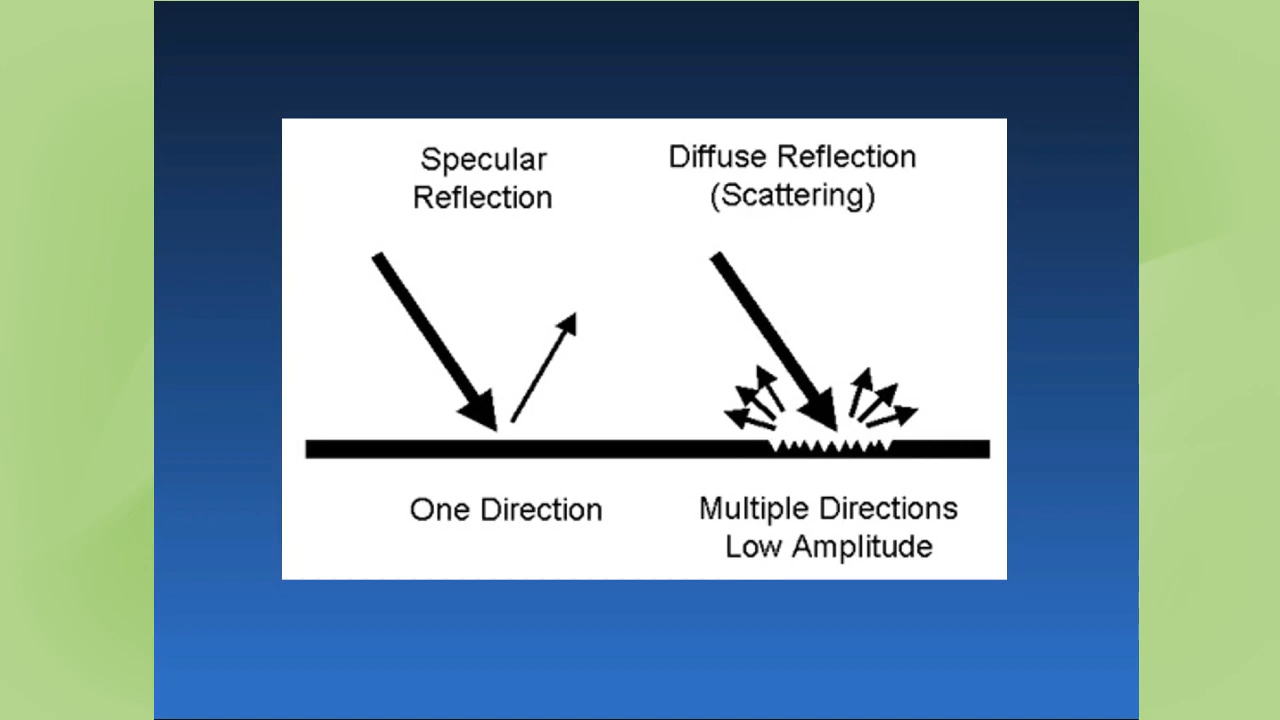 Specular
Reflection
Diffuse Reflection
(Scattering)
One Direction
Multiple Directions
Low Amplitude